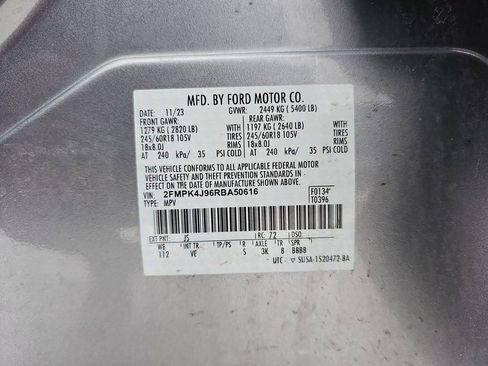 MFD. BY FORD MOTOR CO.
DATE: 11/23 GVWR: 2449 KG ( 5400 LB)
FRONT GAWR: REAR GAWR:
1279 KG ( 2820 LB) WITH 1197 KG ( 2640 LB) WITH
245/60R18 105V TIRES 245/60R18 105V TIRES
18x8.0J RIMS 18x8.0J RIMS
AT 240 kPa/ 35 PSI COLD AT 240 kPa/ 35 PSI COLD
THIS VEHICLE CONFORMS TO ALL APPLICABLE FEDERAL MOTOR
VEHICLE SAFETY AND THEFT PREVENTION STANDARDS IN
EFFECT ON THE DATE OF MANUFACTURE SHOWN ABOVE.
VIN: 2FMPK4J96RBA50616 F0134
TYPE: MPV T0396
EXT PNT: JS RC: 72 DSO:
WB INT TR TP/PS R AXLE TR SPR
112 VE S 3K 8 BBBB
UTC ▽ 5U5A-1520472-BA